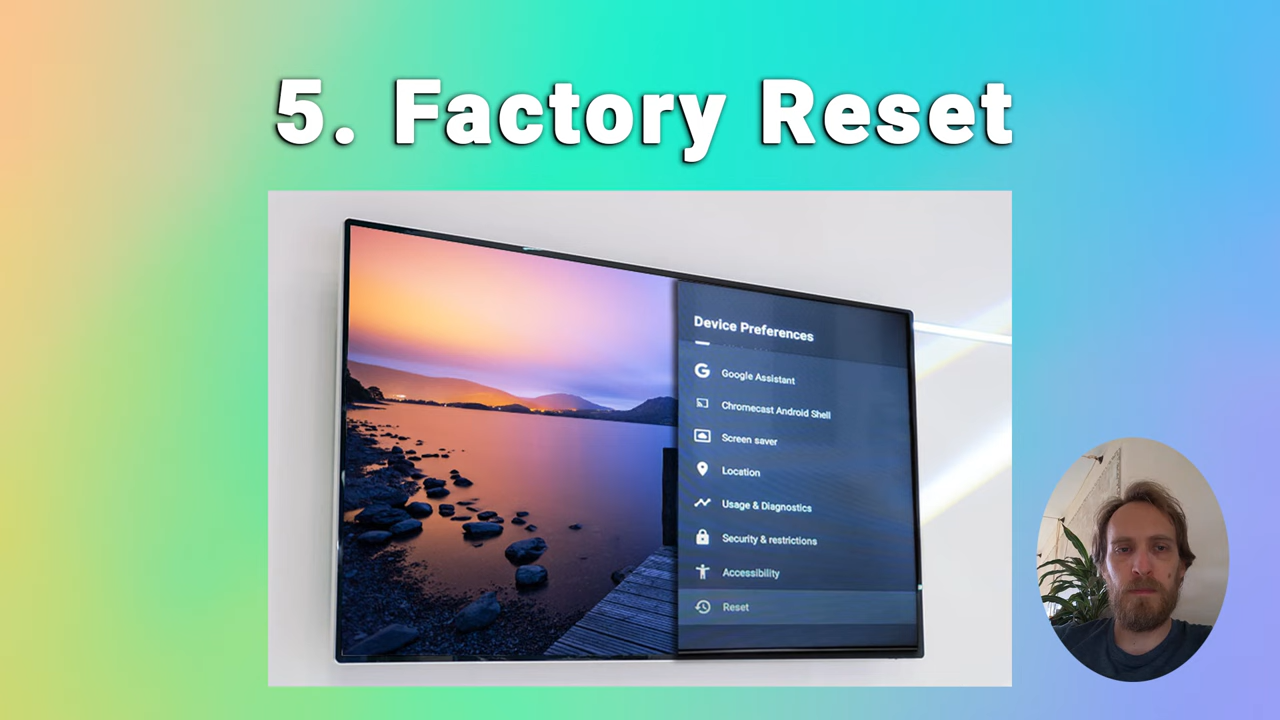 5. Factory Reset
Device Preferences
Google Assistant
Chromecast Android Shell
Screen saver
Location
Usage & Diagnostics
Security & restrictions
Accessibility
Reset